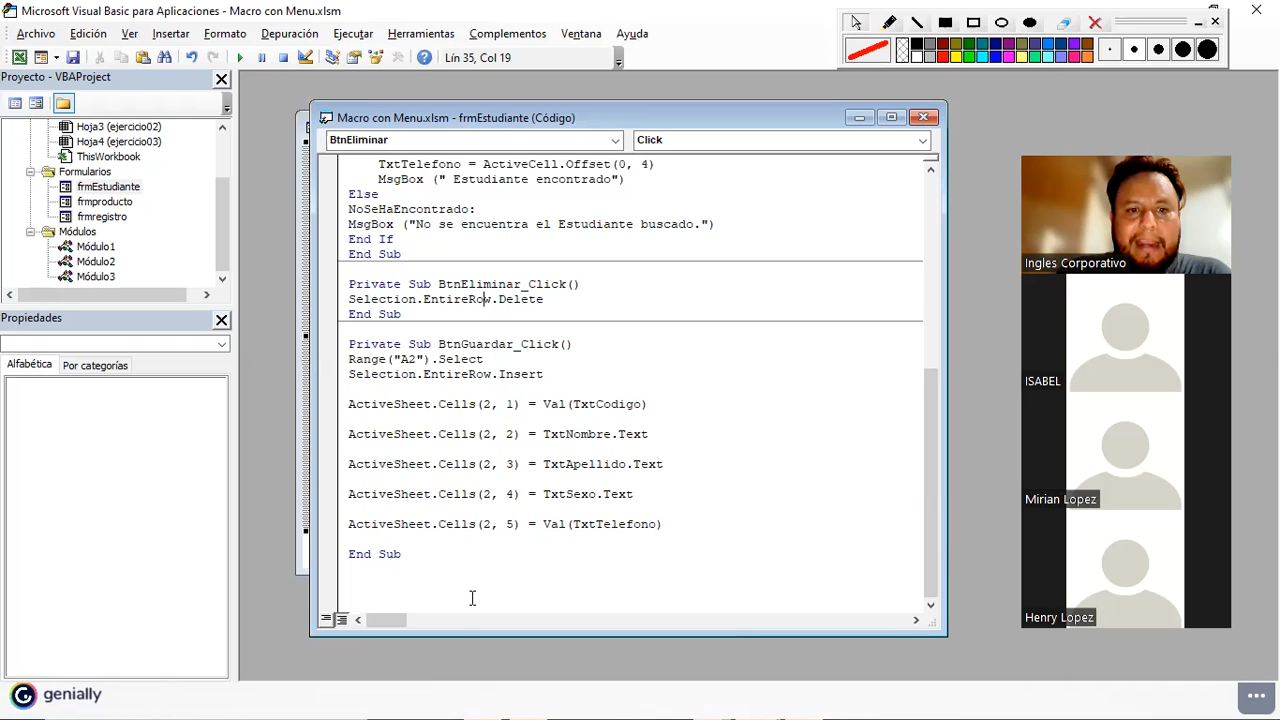 Microsoft Visual Basic para Aplicaciones - Macro con Menu.xlsm
Archivo Edición Ver Insertar Formato Depuración Ejecutar Herramientas Complementos Ventana Ayuda
Lín 35, Col 18
Proyecto - VBAProject
Hoja3 (ejercicio02)
Hoja4 (ejercicio03)
ThisWorkbook
Formularios
frmEstudiante
frmproducto
frmregistro
Módulos
Módulo1
Módulo2
Módulo3
Propiedades
Alfabética Por categorías
Macro con Menu.xlsm - frmEstudiante (Código)
BtnEliminar Click
TxtTelefono = ActiveCell.Offset(0, 4)
MsgBox (" Estudiante encontrado")
Else
NoSeHaEncontrado:
MsgBox ("No se encuentra el Estudiante buscado.")
End If
End Sub
Private Sub BtnEliminar_Click()
Selection.EntireRow.Delete
End Sub
Private Sub BtnGuardar_Click()
Range("A2").Select
Selection.EntireRow.Insert
ActiveSheet.Cells(2, 1) = Val(TxtCodigo)
ActiveSheet.Cells(2, 2) = TxtNombre.Text
ActiveSheet.Cells(2, 3) = TxtApellido.Text
ActiveSheet.Cells(2, 4) = TxtSexo.Text
ActiveSheet.Cells(2, 5) = Val(TxtTelefono)
End Sub
Ingles Corporativo
ISABEL
Mirian Lopez
Henry Lopez
genially